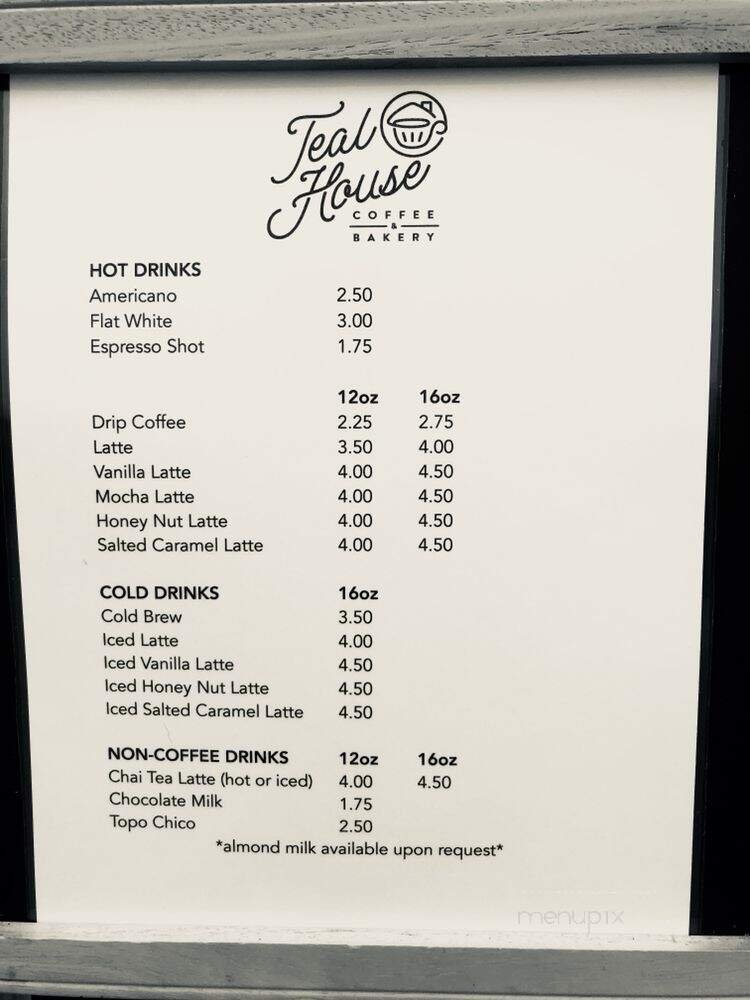 Teal
House
COFFEE
&
BAKERY
HOT DRINKS
Americano 2.50
Flat White 3.00
Espresso Shot 1.75
12oz 16oz
Drip Coffee 2.25 2.75
Latte 3.50 4.00
Vanilla Latte 4.00 4.50
Mocha Latte 4.00 4.50
Honey Nut Latte 4.00 4.50
Salted Caramel Latte 4.00 4.50
COLD DRINKS 16oz
Cold Brew 3.50
Iced Latte 4.00
Iced Vanilla Latte 4.50
Iced Honey Nut Latte 4.50
Iced Salted Caramel Latte 4.50
NON-COFFEE DRINKS 12oz 16oz
Chai Tea Latte (hot or iced) 4.00 4.50
Chocolate Milk 1.75
Topo Chico 2.50
*almond milk available upon request*
menupix